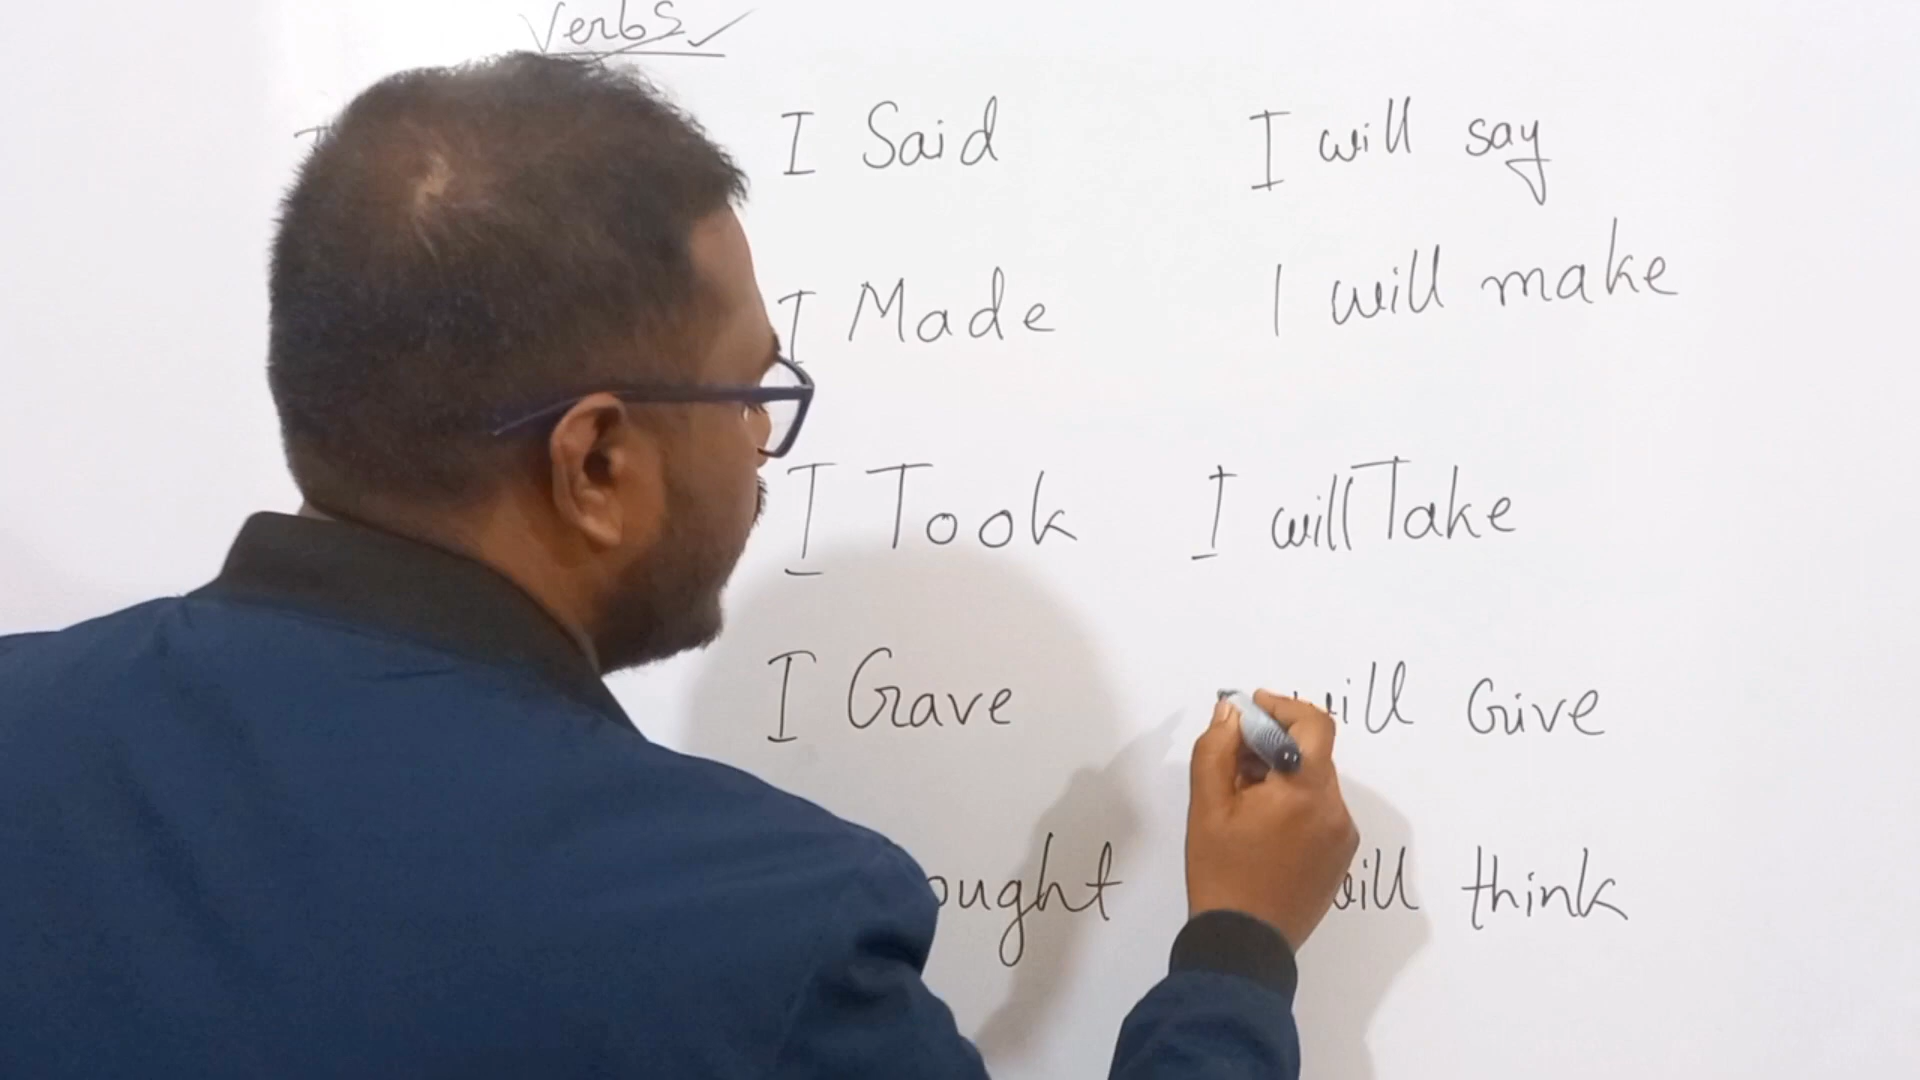 Verbs
I Said I will say
I Made I will make
I Took I will Take
I Gave will Give
ought will think